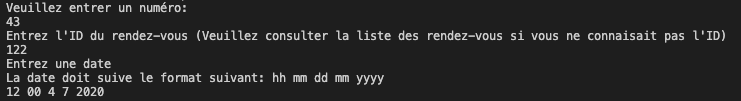 Veuillez entrer un numéro:
43
Entrez l'ID du rendez-vous (Veuillez consulter la liste des rendez-vous si vous ne connaisait pas l'ID)
122
Entrez une date
La date doit suive le format suivant: hh mm dd mm yyyy
12 00 4 7 2020